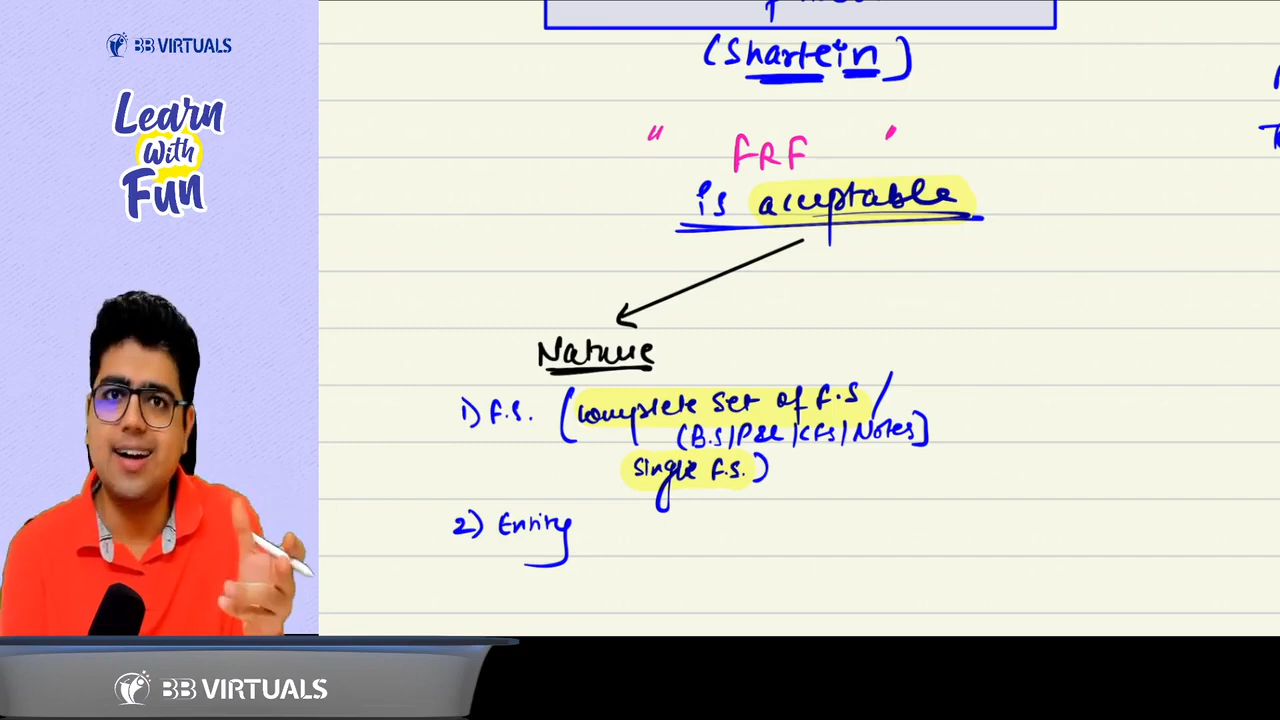 BB VIRTUALS
Learn
With
Fun
(Shartein)
" FRF "
is acceptable
Nature
1) F.S. (complete set of F.S/
(B.S/P&L/CFS/Notes)
single F.S.)
2) Entity
BB VIRTUALS